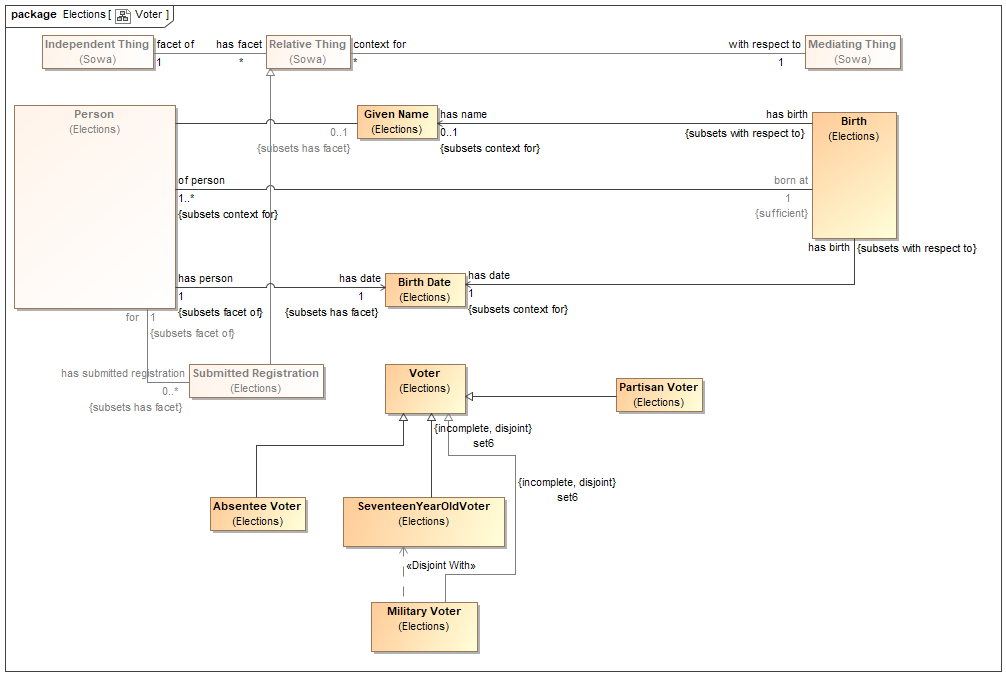 package Elections [ Voter ]
Independent Thing
(Sowa)
facet of
1
has facet
*
Relative Thing
(Sowa)
context for
*
with respect to
1
Mediating Thing
(Sowa)
Person
(Elections)
0..1
{subsets has facet}
Given Name
(Elections)
has name
0..1
{subsets context for}
has birth
{subsets with respect to}
Birth
(Elections)
of person
1..*
{subsets context for}
born at
1
{sufficient}
has birth
{subsets with respect to}
has person
1
{subsets facet of}
has date
1
{subsets has facet}
Birth Date
(Elections)
has date
1
{subsets context for}
for
1
{subsets facet of}
has submitted registration
0..*
{subsets has facet}
Submitted Registration
(Elections)
Voter
(Elections)
Partisan Voter
(Elections)
{incomplete, disjoint}
set6
{incomplete, disjoint}
set6
Absentee Voter
(Elections)
SeventeenYearOldVoter
(Elections)
«Disjoint With»
Military Voter
(Elections)